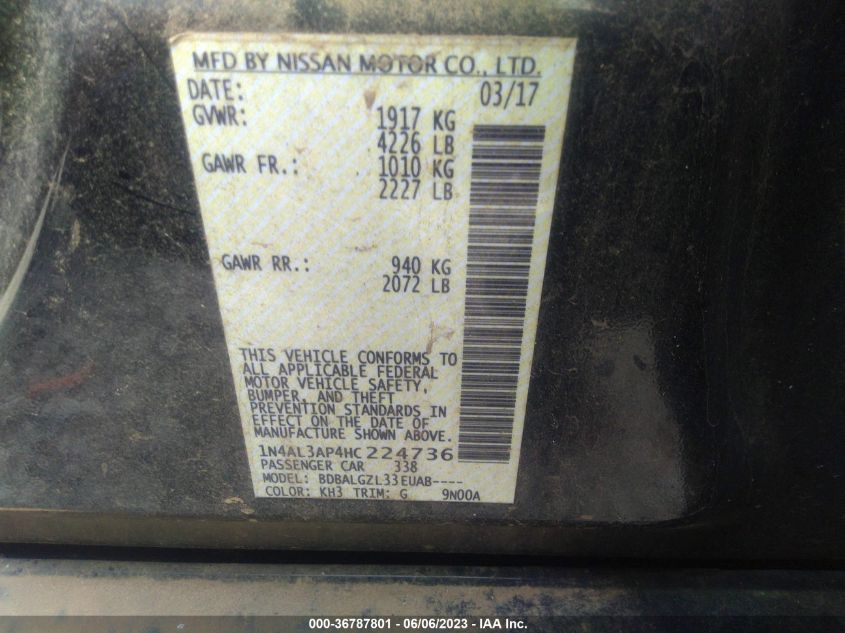 MFD BY NISSAN MOTOR CO., LTD.
DATE: 03/17
GVWR: 1917 KG
4226 LB
GAWR FR.: 1010 KG
2227 LB
GAWR RR.: 940 KG
2072 LB
THIS VEHICLE CONFORMS TO
ALL APPLICABLE FEDERAL
MOTOR VEHICLE SAFETY,
BUMPER, AND THEFT
PREVENTION STANDARDS IN
EFFECT ON THE DATE OF
MANUFACTURE SHOWN ABOVE.
1N4AL3AP4HC224736
PASSENGER CAR 338
MODEL: BDBALGZL33EUAB----
COLOR: KH3 TRIM: G 9N00A
000-36787801 - 06/06/2023 - IAA Inc.